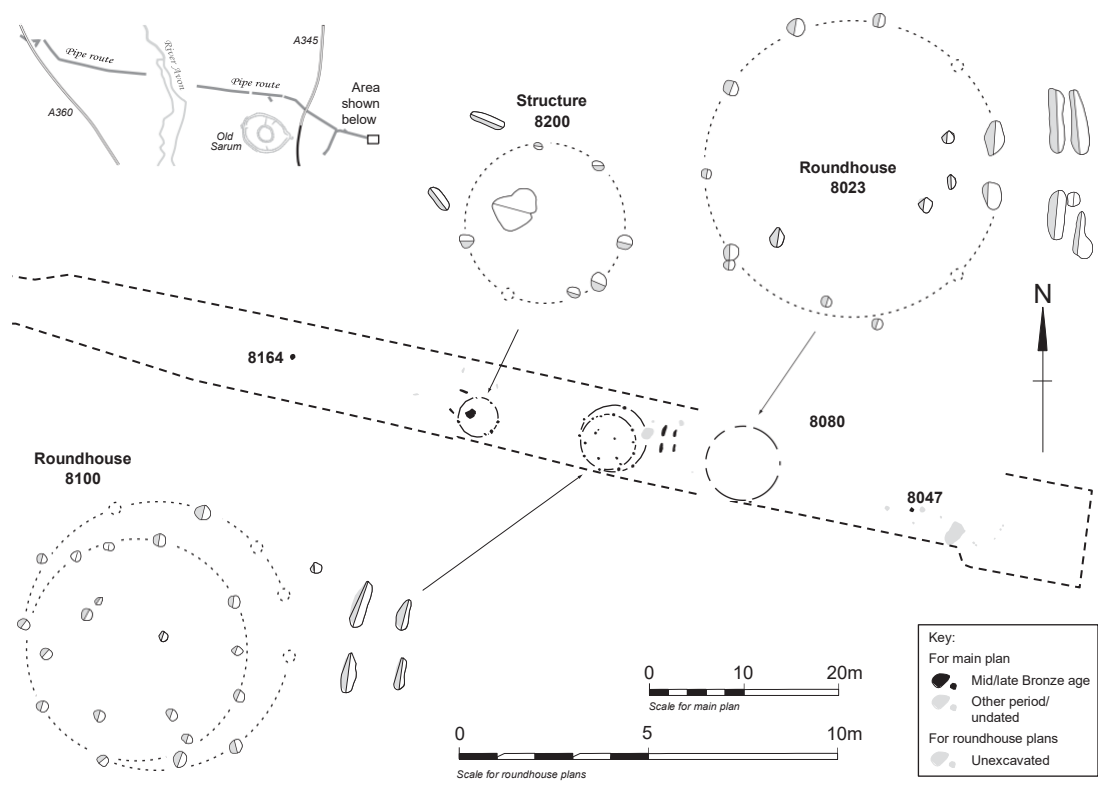 Pipe route
River Avon
A345
Pipe route
A360
Old
Sarum
Area
shown
below
Structure
8200
Roundhouse
8023
N
8164
8080
8047
Roundhouse
8100
0 10 20m
Scale for main plan
0 5 10m
Scale for roundhouse plans
Key:
For main plan
Mid/late Bronze age
Other period/
undated
For roundhouse plans
Unexcavated